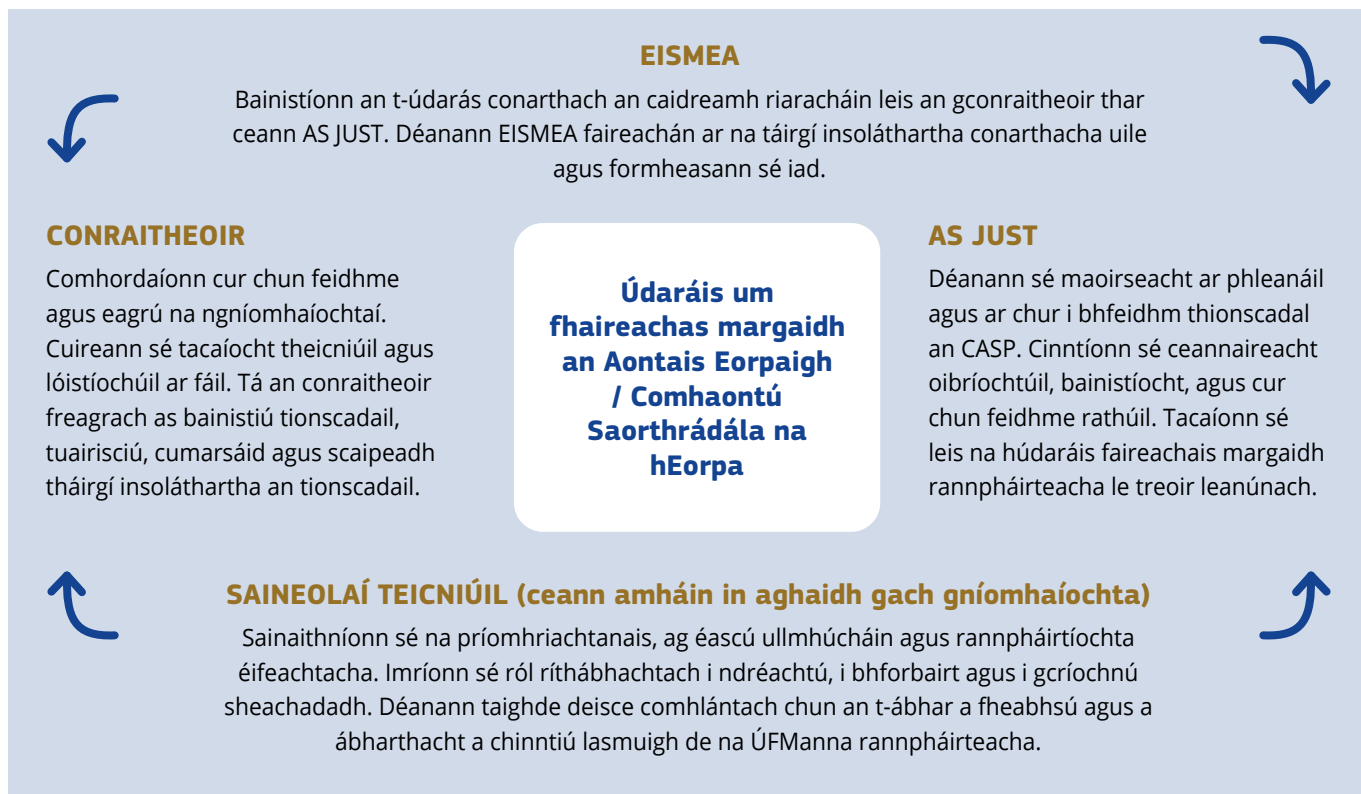 EISMEA
Bainistíonn an t-údarás conarthach an caidreamh riaracháin leis an gconraitheoir thar
ceann AS JUST. Déanann EISMEA faireachán ar na táirgí insoláthartha conarthacha uile
agus formheasann sé iad.
CONRAITHEOIR
Comhordaíonn cur chun feidhme
agus eagrú na ngníomhaíochtaí.
Cuireann sé tacaíocht theicniúil agus
lóistíochúil ar fáil. Tá an conraitheoir
freagrach as bainistiú tionscadail,
tuairisciú, cumarsáid agus scaipeadh
tháirgí insoláthartha an tionscadail.
Údaráis um
fhaireachas margaidh
an Aontais Eorpaigh
/ Comhaontú
Saorthrádála na
hEorpa
AS JUST
Déanann sé maoirseacht ar phleanáil
agus ar chur i bhfeidhm thionscadal
an CASP. Cinntíonn sé ceannaireacht
oibríochtúil, bainistíocht, agus cur
chun feidhme rathúil. Tacaíonn sé
leis na húdaráis faireachais margaidh
rannpháirteacha le treoir leanúnach.
SAINEOLAÍ TEICNIÚIL (ceann amháin in aghaidh gach gníomhaíochta)
Sainaithníonn sé na príomhriachtanais, ag éascú ullmhúcháin agus rannpháirtíochta
éifeachtacha. Imríonn sé ról ríthábhachtach i ndréachtú, i bhforbairt agus i gcríochnú
sheachadadh. Déanann taighde deisce comhlántach chun an t-ábhar a fheabhsú agus a
ábharthacht a chinntiú lasmuigh de na ÚFManna rannpháirteacha.